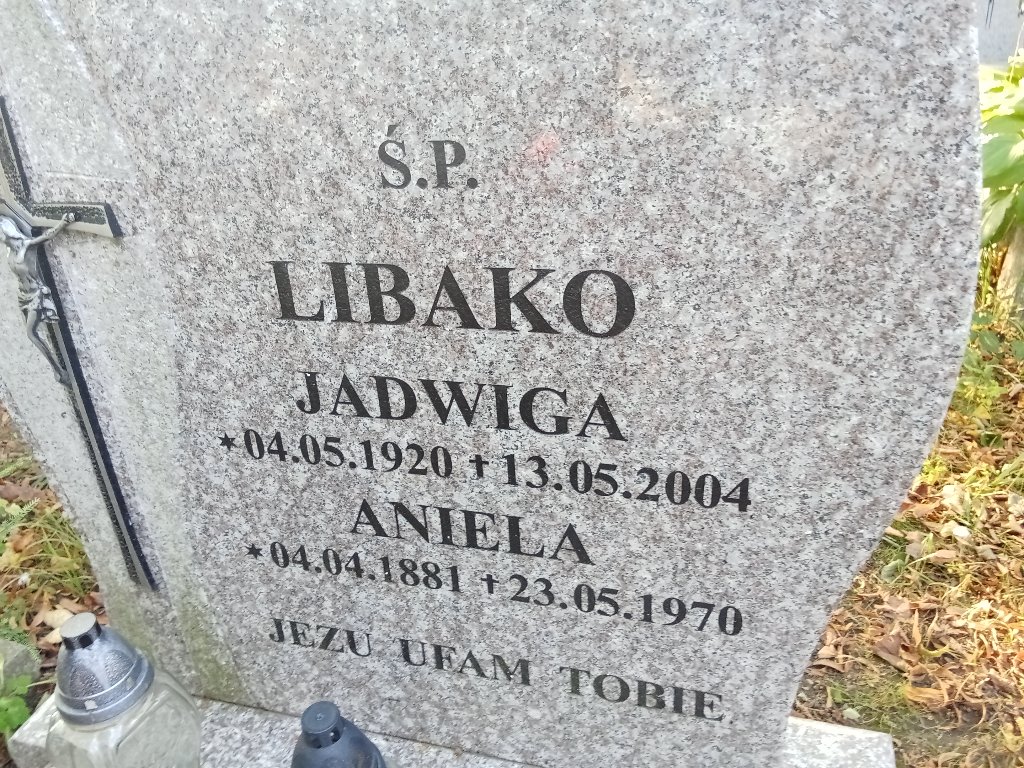 Ś.P.
LIBAKO
JADWIGA
★04.05.1920 ✝13.05.2004
ANIELA
★04.04.1881 ✝23.05.1970
JEZU UFAM TOBIE